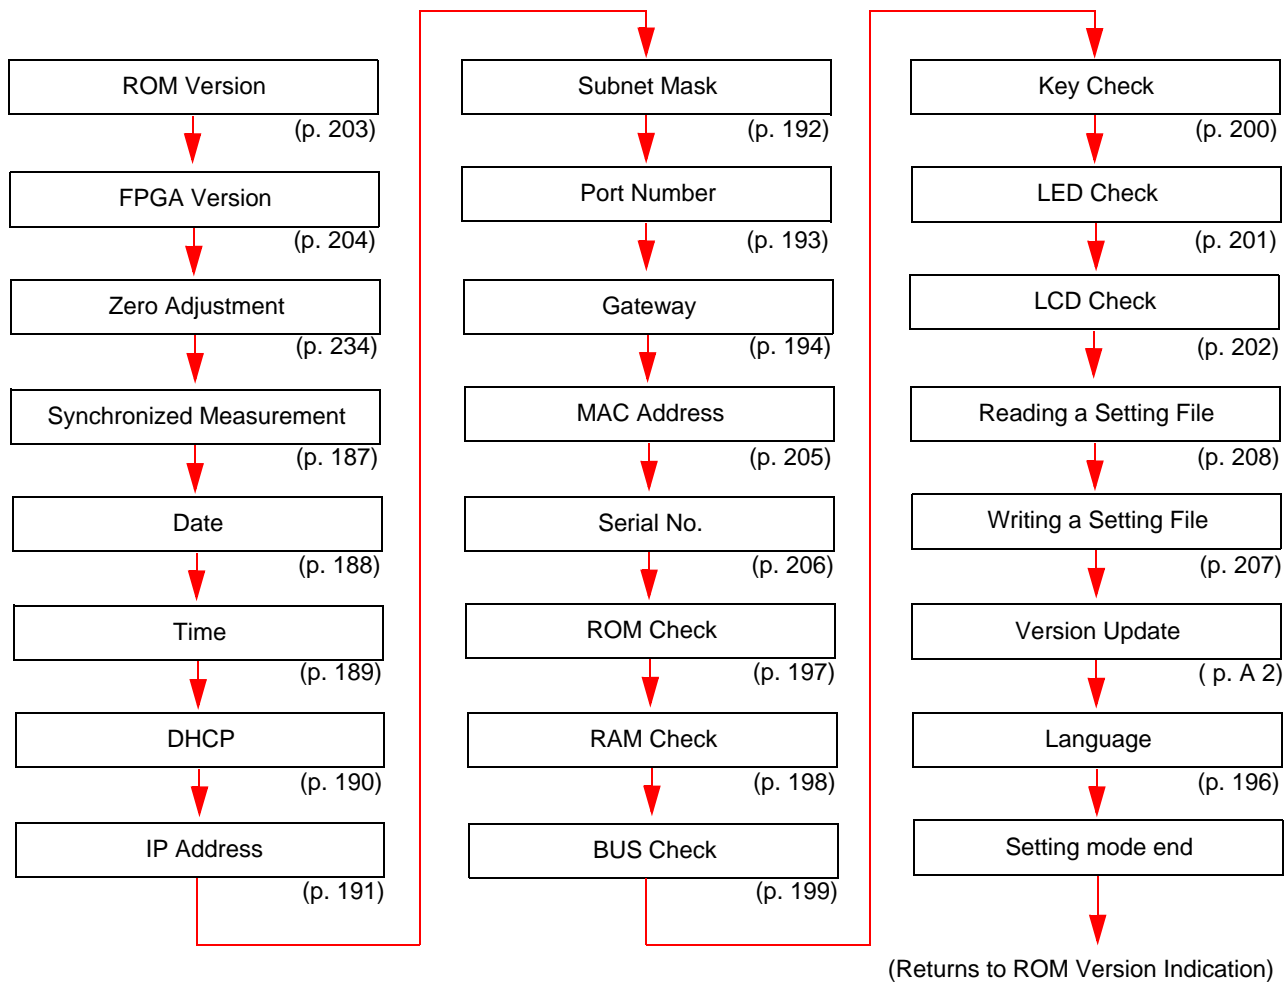 ROM Version
(p. 203)
FPGA Version
(p. 204)
Zero Adjustment
(p. 234)
Synchronized Measurement
(p. 187)
Date
(p. 188)
Time
(p. 189)
DHCP
(p. 190)
IP Address
(p. 191)
Subnet Mask
(p. 192)
Port Number
(p. 193)
Gateway
(p. 194)
MAC Address
(p. 205)
Serial No.
(p. 206)
ROM Check
(p. 197)
RAM Check
(p. 198)
BUS Check
(p. 199)
Key Check
(p. 200)
LED Check
(p. 201)
LCD Check
(p. 202)
Reading a Setting File
(p. 208)
Writing a Setting File
(p. 207)
Version Update
( p. A 2)
Language
(p. 196)
Setting mode end
(Returns to ROM Version Indication)